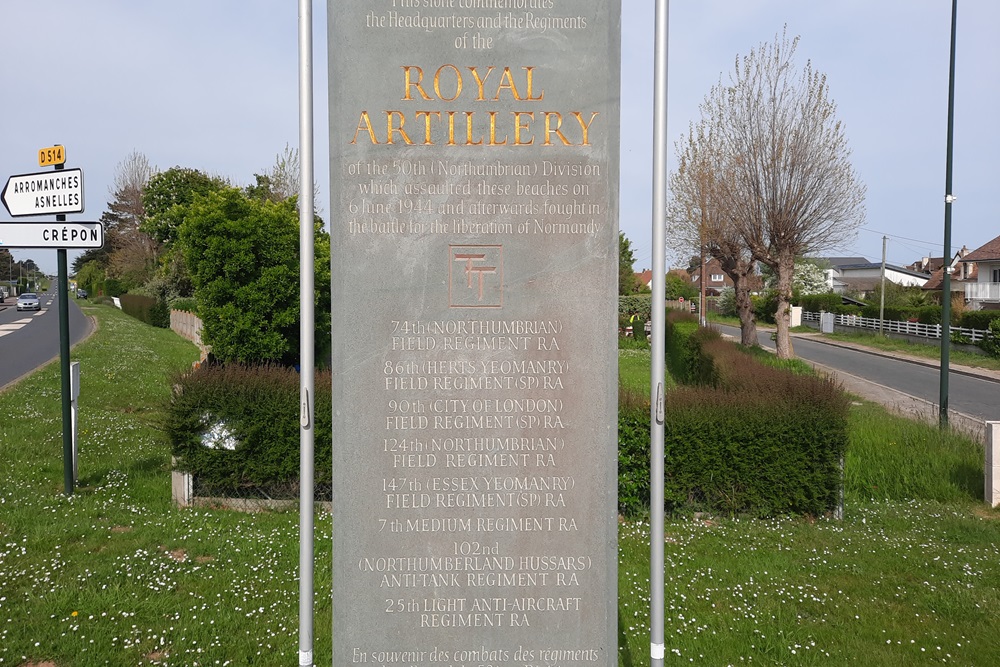 This stone commemorates
the Headquarters and the Regiments
of the
ROYAL
ARTILLERY
of the 50th (Northumbrian) Division
which assaulted these beaches on
6 June 1944 and afterwards fought in
the battle for the liberation of Normandy
TT
74th (NORTHUMBRIAN)
FIELD REGIMENT RA
86th (HERTS YEOMANRY)
FIELD REGIMENT (SP) RA
90th (CITY OF LONDON)
FIELD REGIMENT (SP) RA
124th (NORTHUMBRIAN)
FIELD REGIMENT RA
147th (ESSEX YEOMANRY)
FIELD REGIMENT (SP) RA
7th MEDIUM REGIMENT RA
102nd
(NORTHUMBERLAND HUSSARS)
ANTI-TANK REGIMENT RA
25th LIGHT ANTI-AIRCRAFT
REGIMENT RA
En souvenir des combats des régiments
D514
ARROMANCHES
ASNELLES
CRÉPON